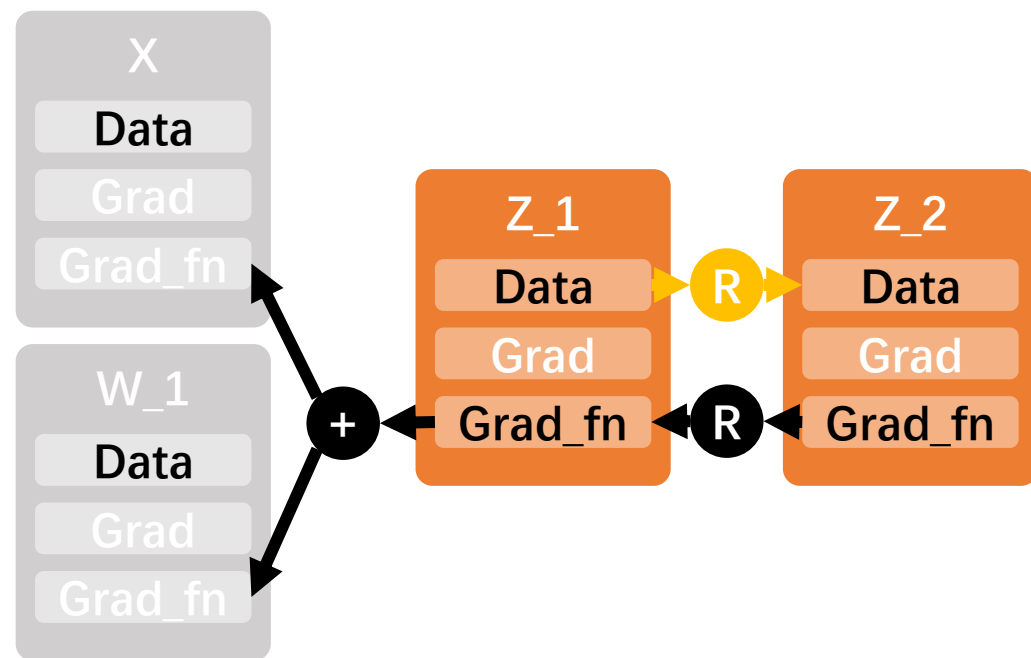 X
Data
Grad
Grad_fn
W_1
Data
Grad
Grad_fn
+
Z_1
Data
Grad
Grad_fn
R
R
Z_2
Data
Grad
Grad_fn